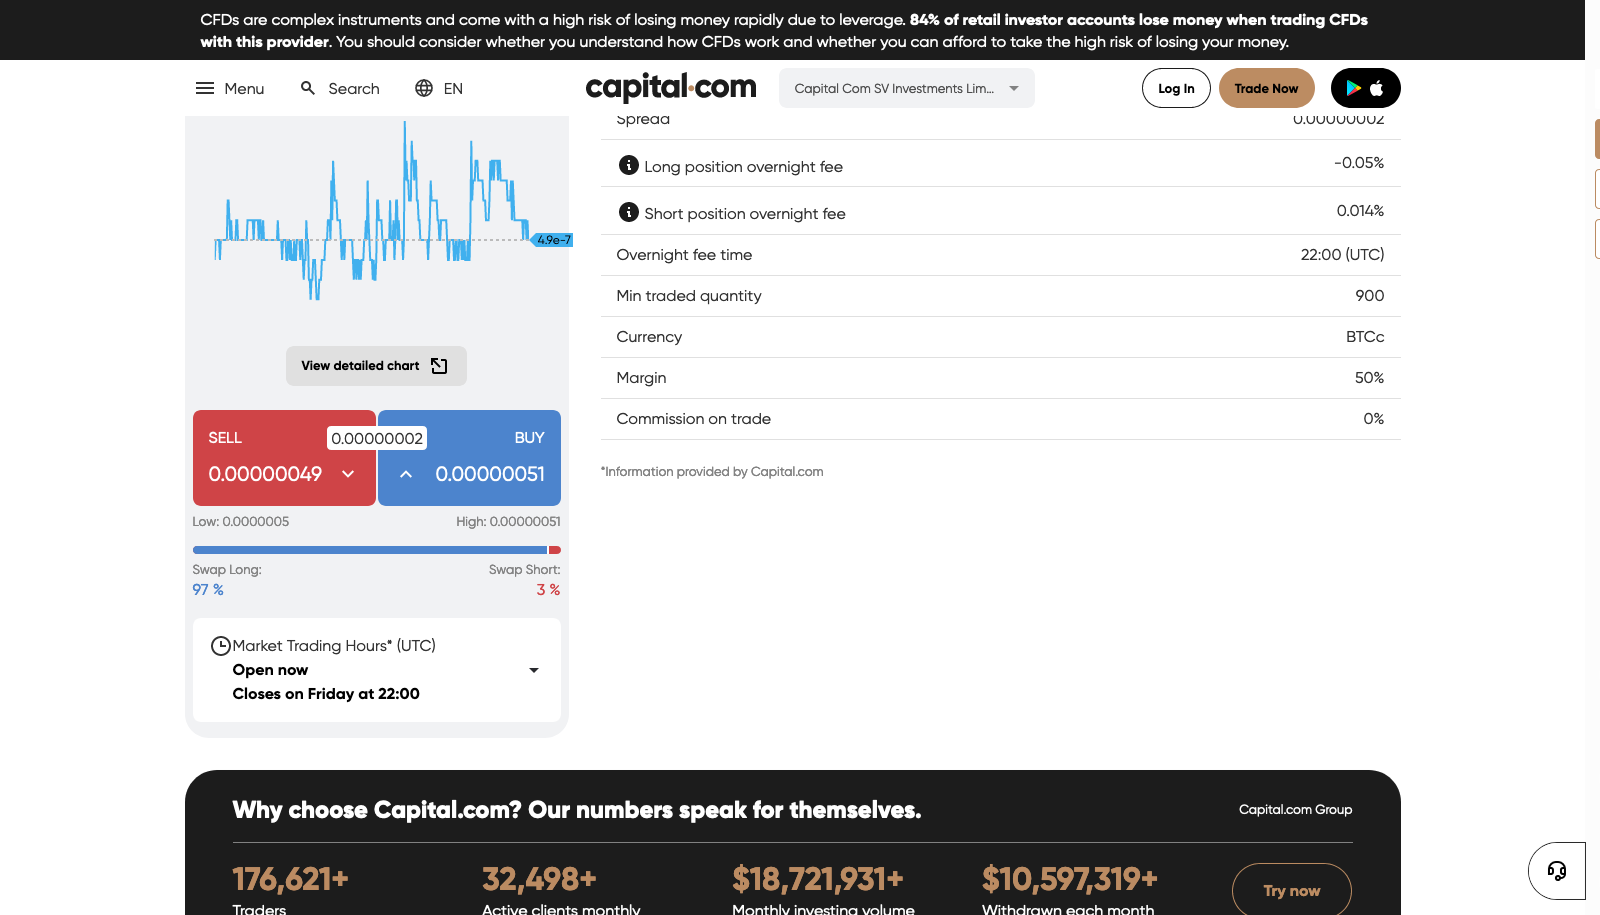 CFDs are complex instruments and come with a high risk of losing money rapidly due to leverage. 84% of retail investor accounts lose money when trading CFDs
with this provider. You should consider whether you understand how CFDs work and whether you can afford to take the high risk of losing your money.
Menu
Search
EN
capital.com
Capital Com SV Investments Lim...
Log In
Trade Now
Spread
0.00000002
Long position overnight fee
-0.05%
Short position overnight fee
0.014%
Overnight fee time
22:00 (UTC)
Min traded quantity
900
Currency
BTCc
Margin
50%
Commission on trade
0%
*Information provided by Capital.com
4.9e-7
View detailed chart
SELL
0.00000002
BUY
0.00000049
0.00000051
Low: 0.0000005
High: 0.00000051
Swap Long:
Swap Short:
97 %
3 %
Market Trading Hours* (UTC)
Open now
Closes on Friday at 22:00
Why choose Capital.com? Our numbers speak for themselves.
Capital.com Group
176,621+
32,498+
$18,721,931+
$10,597,319+
Try now
Traders
Active clients monthly
Monthly investing volume
Withdrawn each month